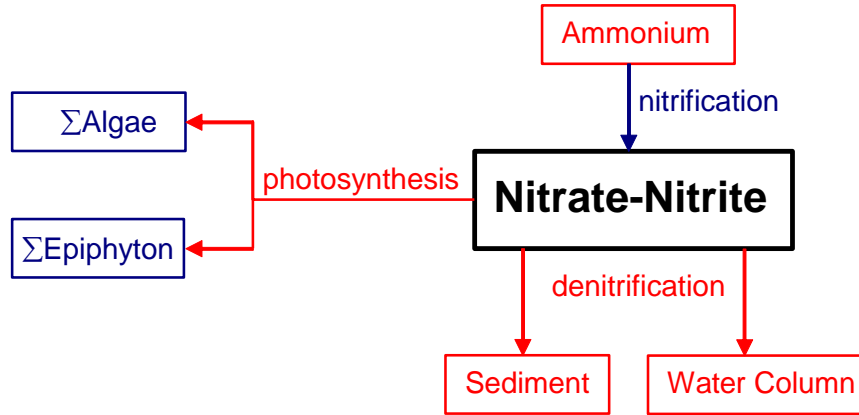 Ammonium
nitrification
∑Algae
photosynthesis
Nitrate-Nitrite
∑Epiphyton
denitrification
Sediment
Water Column